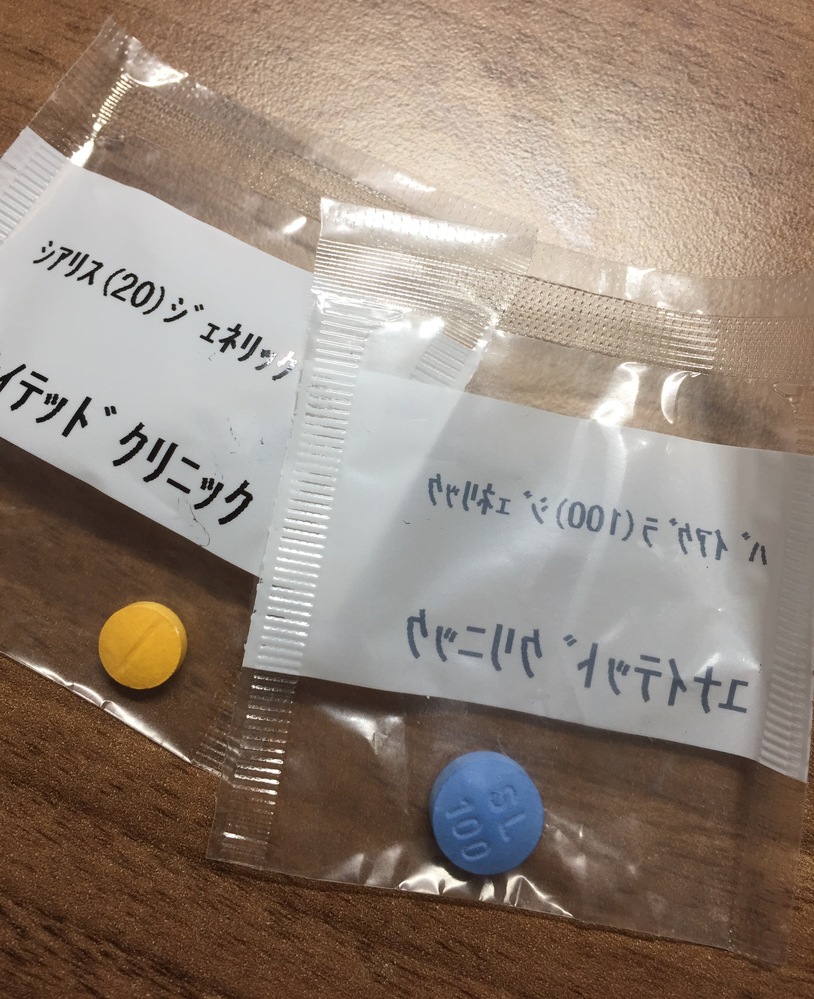 シアリス(20)ジェネリック
イテッドクリニック
バイアグラ(100)ジェネリック
ユナイテッドクリニック
SL
100